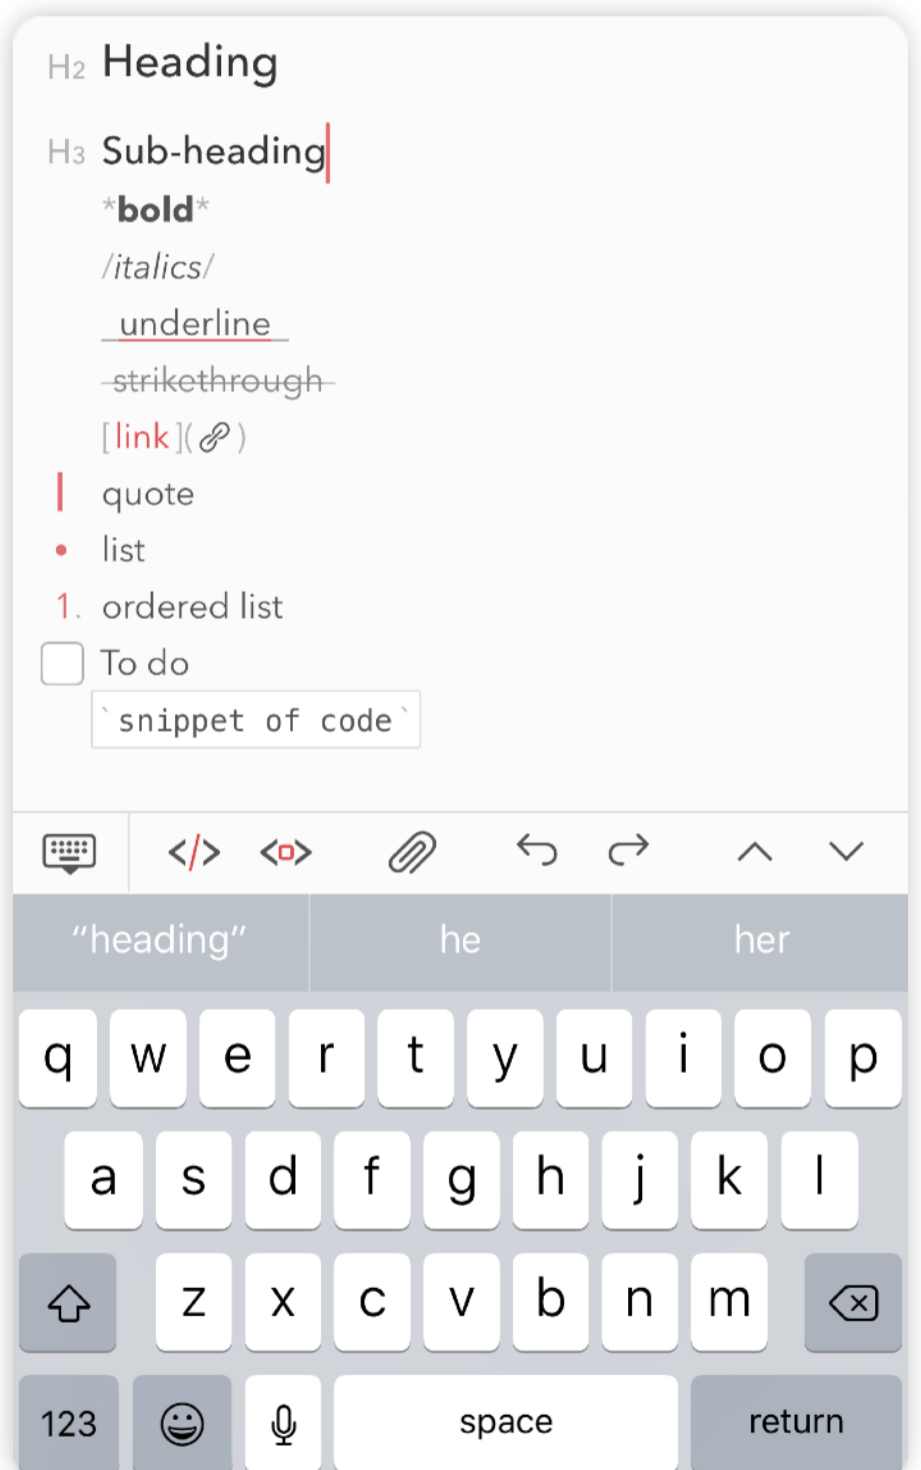 H2 Heading
H3 Sub-heading
*bold*
/italics/
_underline_
-strikethrough-
[link]( )
quote
• list
1. ordered list
To do
`snippet of code`
</>
“heading” he her
q w e r t y u i o p
a s d f g h j k l
z x c v b n m
123 space return